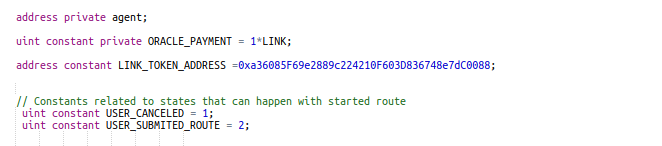 address private agent;
uint constant private ORACLE_PAYMENT = 1*LINK;
address constant LINK_TOKEN_ADDRESS =0xa36085F69e2889c224210F603D836748e7dC0088;
// Constants related to states that can happen with started route
uint constant USER_CANCELED = 1;
uint constant USER_SUBMITED_ROUTE = 2;